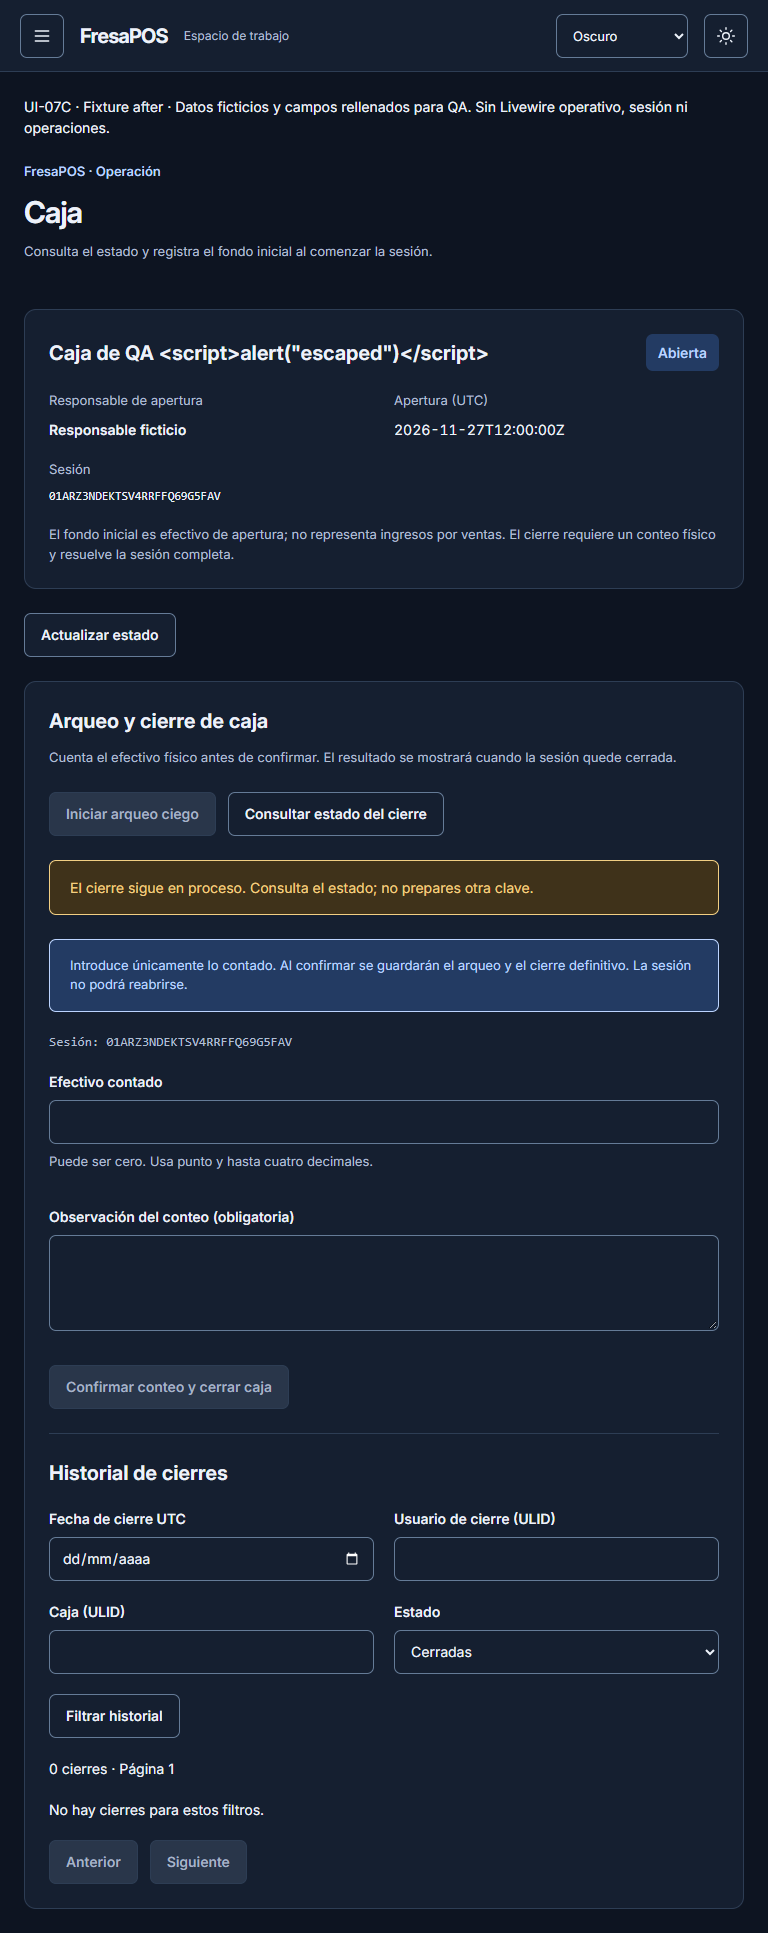 FresaPOS Espacio de trabajo Oscuro
UI-07C · Fixture after · Datos ficticios y campos rellenados para QA. Sin Livewire operativo, sesión ni
operaciones.
FresaPOS · Operación
Caja
Consulta el estado y registra el fondo inicial al comenzar la sesión.
Caja de QA <script>alert("escaped")</script> Abierta
Responsable de apertura Apertura (UTC)
Responsable ficticio 2026-11-27T12:00:00Z
Sesión
01ARZ3NDEKTSV4RRFFQ69G5FAV
El fondo inicial es efectivo de apertura; no representa ingresos por ventas. El cierre requiere un conteo físico
y resuelve la sesión completa.
Actualizar estado
Arqueo y cierre de caja
Cuenta el efectivo físico antes de confirmar. El resultado se mostrará cuando la sesión quede cerrada.
Iniciar arqueo ciego Consultar estado del cierre
El cierre sigue en proceso. Consulta el estado; no prepares otra clave.
Introduce únicamente lo contado. Al confirmar se guardarán el arqueo y el cierre definitivo. La sesión
no podrá reabrirse.
Sesión: 01ARZ3NDEKTSV4RRFFQ69G5FAV
Efectivo contado
Puede ser cero. Usa punto y hasta cuatro decimales.
Observación del conteo (obligatoria)
Confirmar conteo y cerrar caja
Historial de cierres
Fecha de cierre UTC Usuario de cierre (ULID)
dd/mm/aaaa
Caja (ULID) Estado
Cerradas
Filtrar historial
0 cierres · Página 1
No hay cierres para estos filtros.
Anterior Siguiente